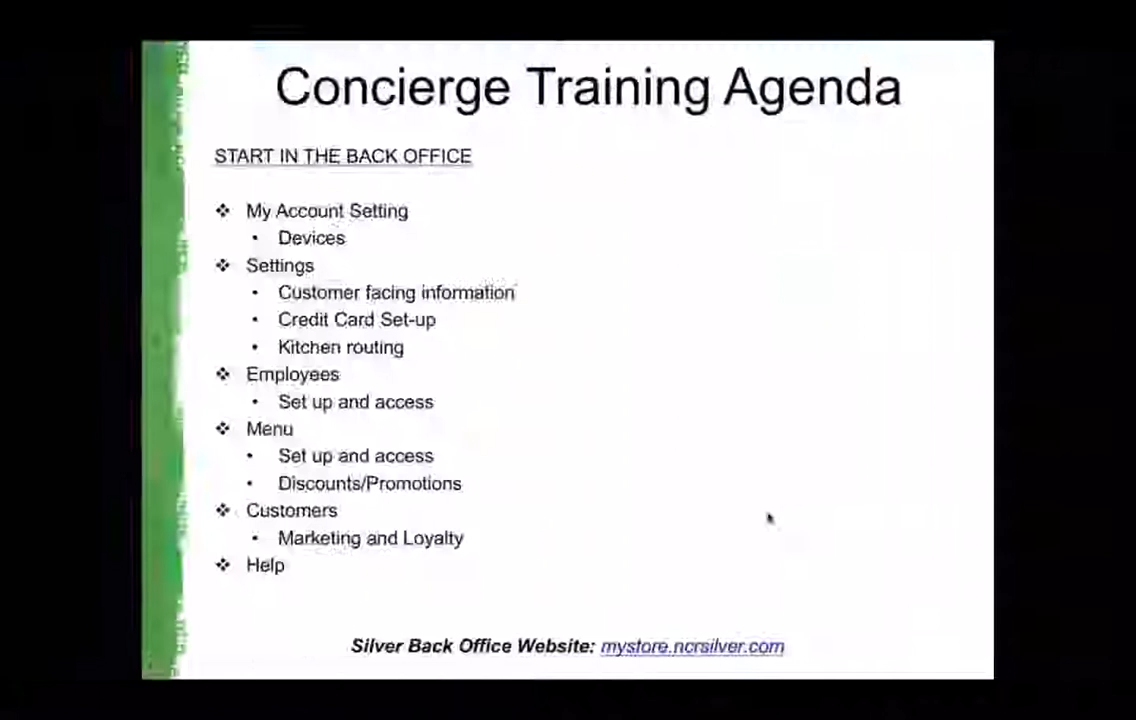 Concierge Training Agenda
START IN THE BACK OFFICE
❖ My Account Setting
• Devices
❖ Settings
• Customer facing information
• Credit Card Set-up
• Kitchen routing
❖ Employees
• Set up and access
❖ Menu
• Set up and access
• Discounts/Promotions
❖ Customers
• Marketing and Loyalty
❖ Help
Silver Back Office Website: mystore.ncrsilver.com